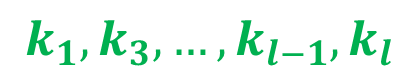 k₁, k₃, …, kₗ₋₁, kₗ